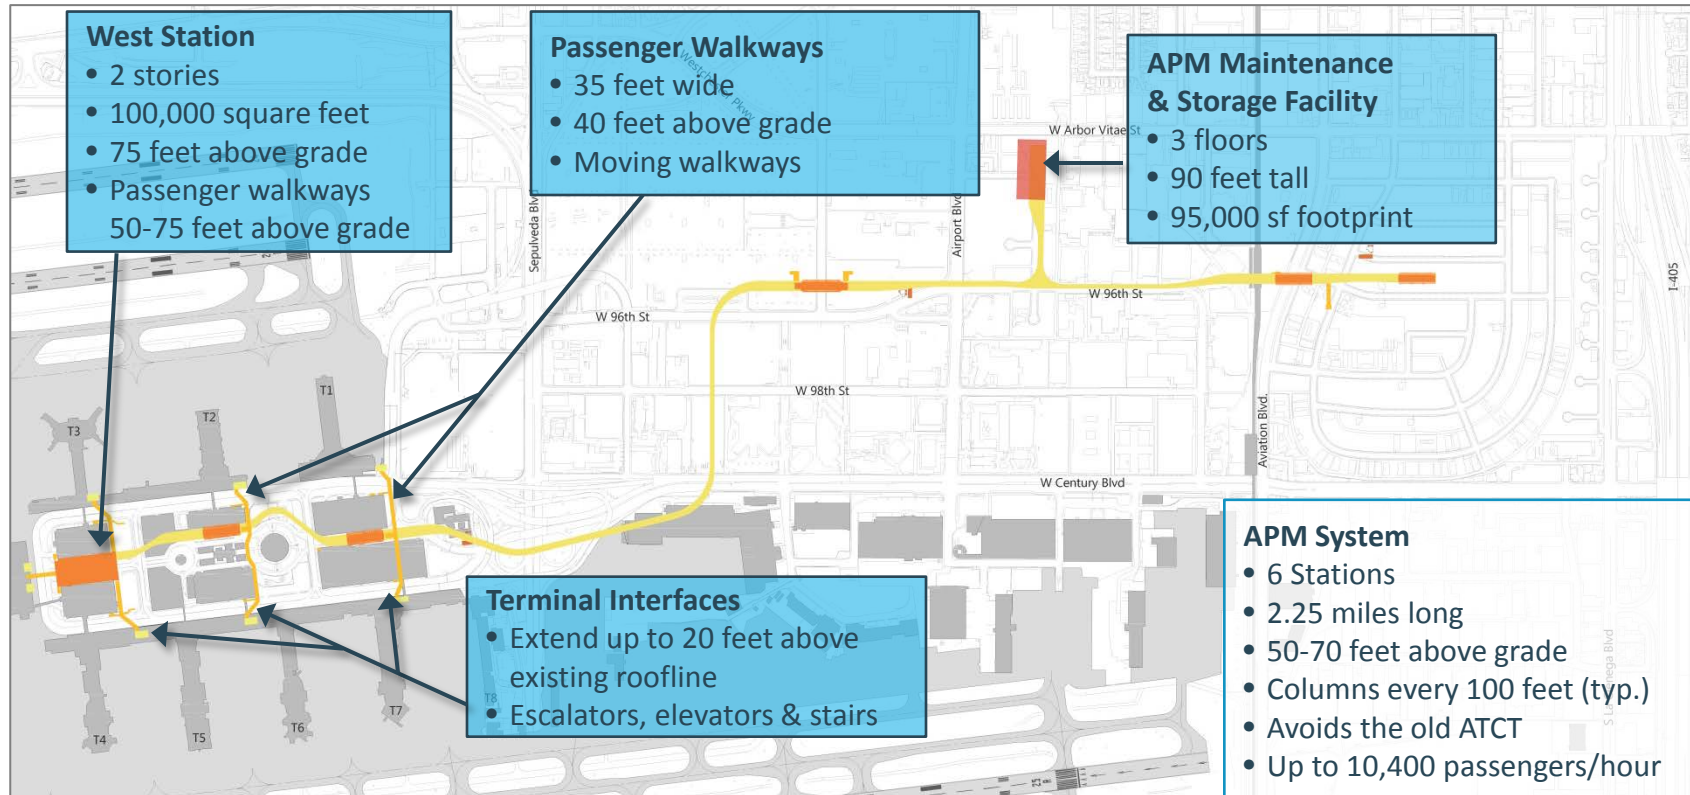 West Station
• 2 stories
• 100,000 square feet
• 75 feet above grade
• Passenger walkways
50-75 feet above grade
Passenger Walkways
• 35 feet wide
• 40 feet above grade
• Moving walkways
APM Maintenance
& Storage Facility
• 3 floors
• 90 feet tall
• 95,000 sf footprint
Westchester Pkwy
W Arbor Vitae St
Sepulveda Blvd
Airport Blvd
I-405
W 96th St
W 96th St
W 98th St
Aviation Blvd.
W Century Blvd
T1
T2
T3
Terminal Interfaces
• Extend up to 20 feet above
existing roofline
• Escalators, elevators & stairs
T4
T5
T6
T7
T8
25
APM System
• 6 Stations
• 2.25 miles long
• 50-70 feet above grade
• Columns every 100 feet (typ.)
• Avoids the old ATCT
• Up to 10,400 passengers/hour